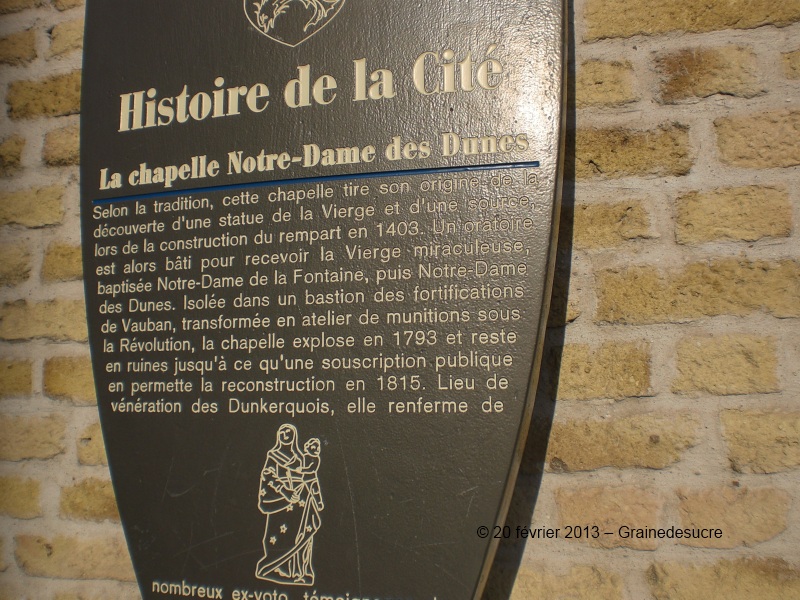 Histoire de la Cité
La chapelle Notre-Dame des Dunes
Selon la tradition, cette chapelle tire son origine de la
découverte d'une statue de la Vierge et d'une source,
lors de la construction du rempart en 1403. Un oratoire
est alors bâti pour recevoir la Vierge miraculeuse,
baptisée Notre-Dame de la Fontaine, puis Notre-Dame
des Dunes. Isolée dans un bastion des fortifications
de Vauban, transformée en atelier de munitions sous
la Révolution, la chapelle explose en 1793 et reste
en ruines jusqu'à ce qu'une souscription publique
en permette la reconstruction en 1815. Lieu de
vénération des Dunkerquois, elle renferme de
nombreux ex-voto,
© 20 février 2013 – Grainedesucre